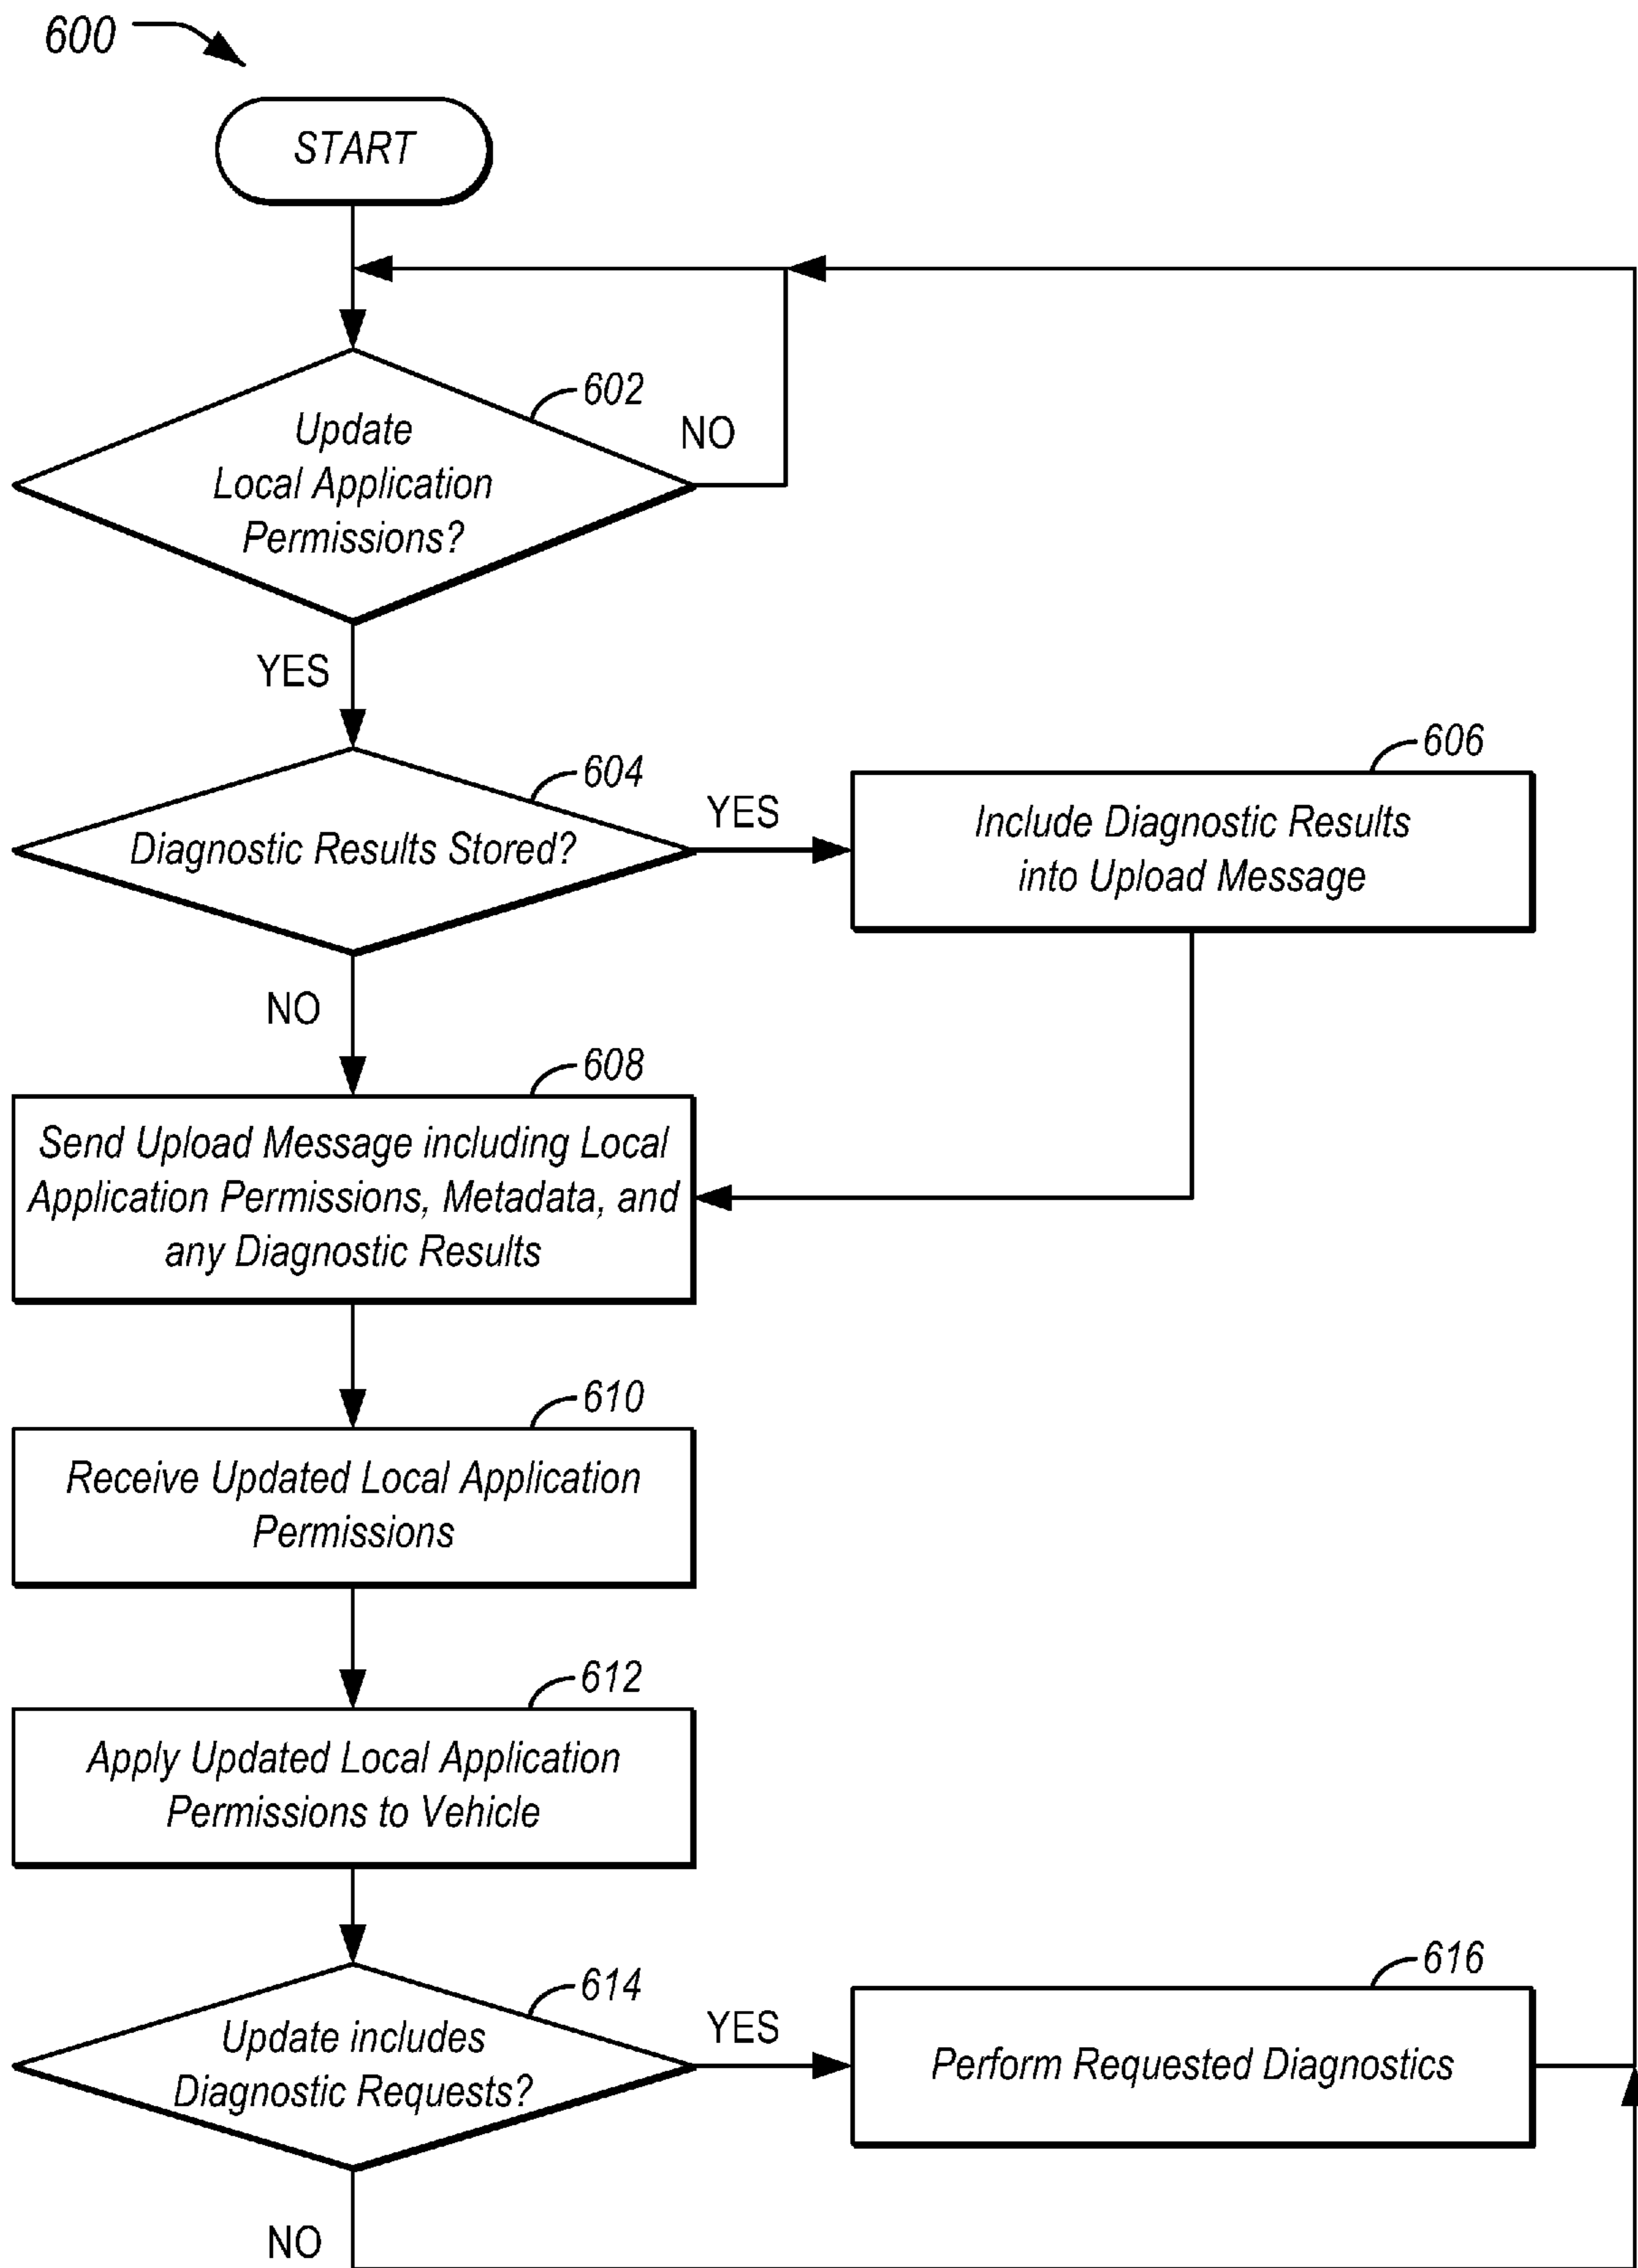 600
START
602
Update
Local Application
Permissions?
NO
YES
604
Diagnostic Results Stored?
YES
606
Include Diagnostic Results
into Upload Message
NO
608
Send Upload Message including Local
Application Permissions, Metadata, and
any Diagnostic Results
610
Receive Updated Local Application
Permissions
612
Apply Updated Local Application
Permissions to Vehicle
614
Update includes
Diagnostic Requests?
YES
616
Perform Requested Diagnostics
NO